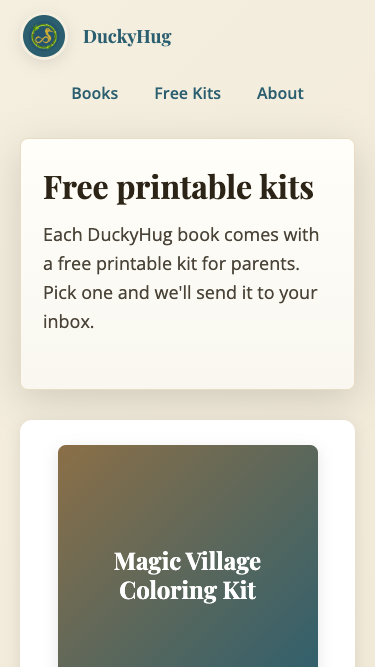 DuckyHug
Books Free Kits About
Free printable kits
Each DuckyHug book comes with
a free printable kit for parents.
Pick one and we'll send it to your
inbox.
Magic Village
Coloring Kit